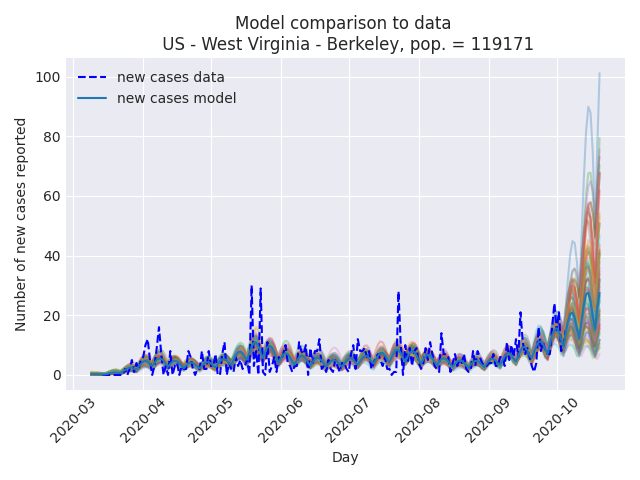 Model comparison to data
US - West Virginia - Berkeley, pop. = 119171
new cases data
new cases model
Number of new cases reported
100
80
60
40
20
0
2020-03
2020-04
2020-05
2020-06
2020-07
2020-08
2020-09
2020-10
Day